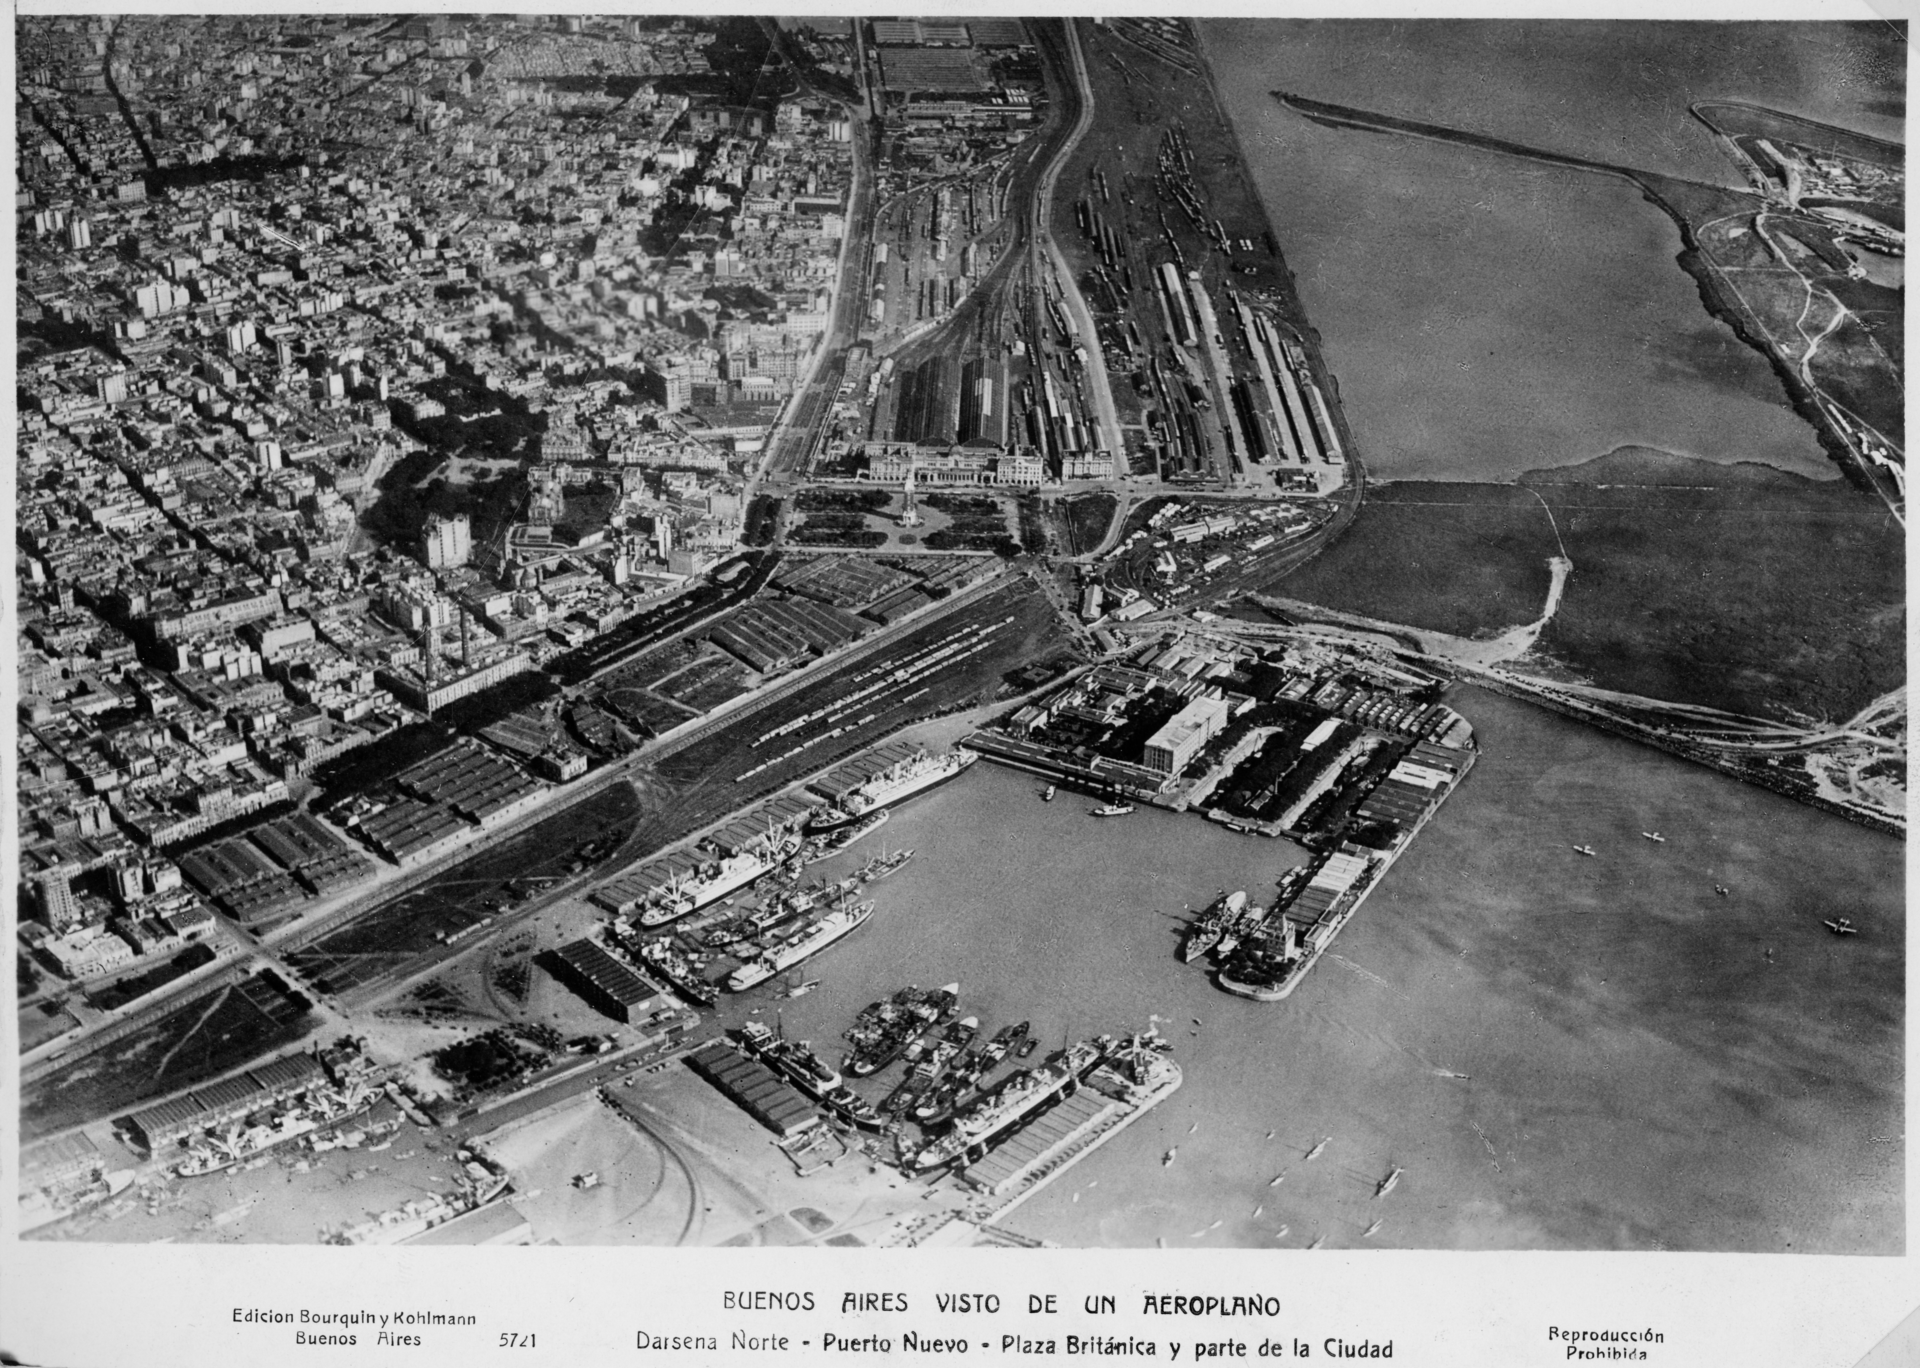 BUENOS AIRES VISTO DE UN AEROPLANO
Edicion Bourquin y Kohlmann
Buenos Aires 5721
Darsena Norte - Puerto Nuevo - Plaza Británica y parte de la Ciudad
Reproducción
Prohibida